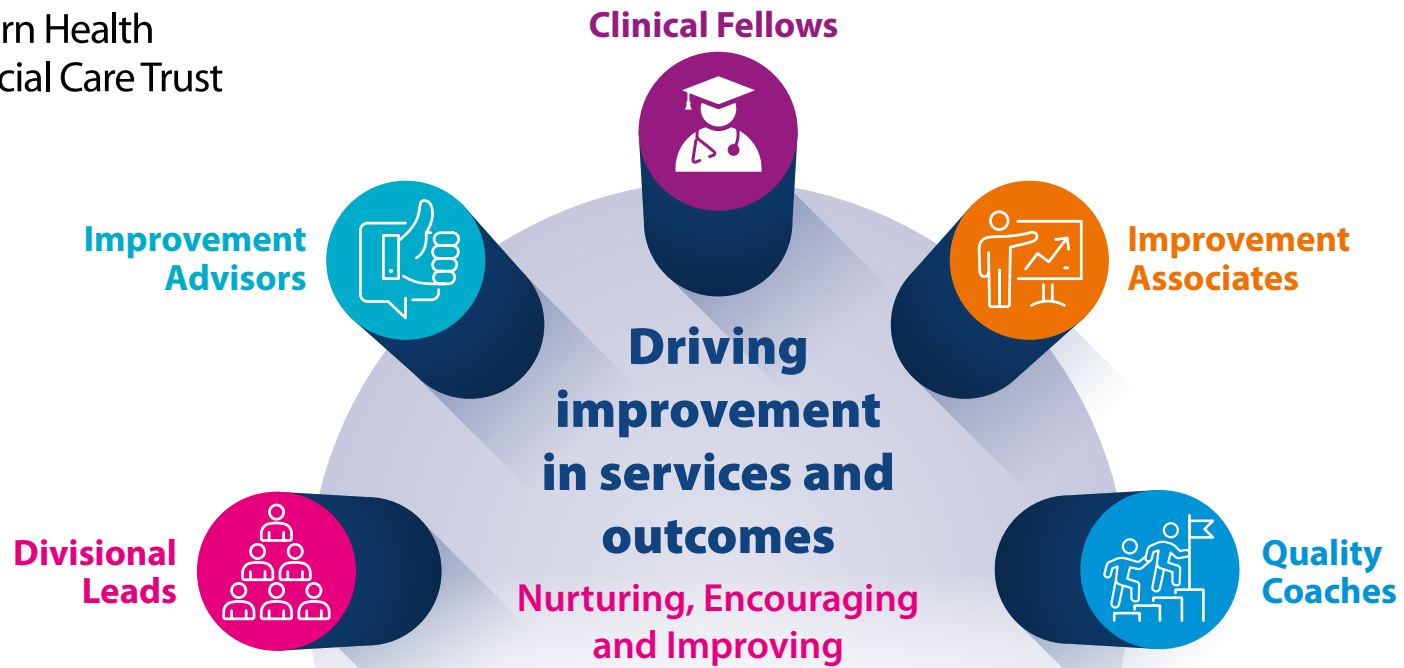 rn Health
cial Care Trust
Clinical Fellows
Improvement
Advisors
Improvement
Associates
Driving
improvement
in services and
outcomes
Divisional
Leads
Quality
Coaches
Nurturing, Encouraging
and Improving